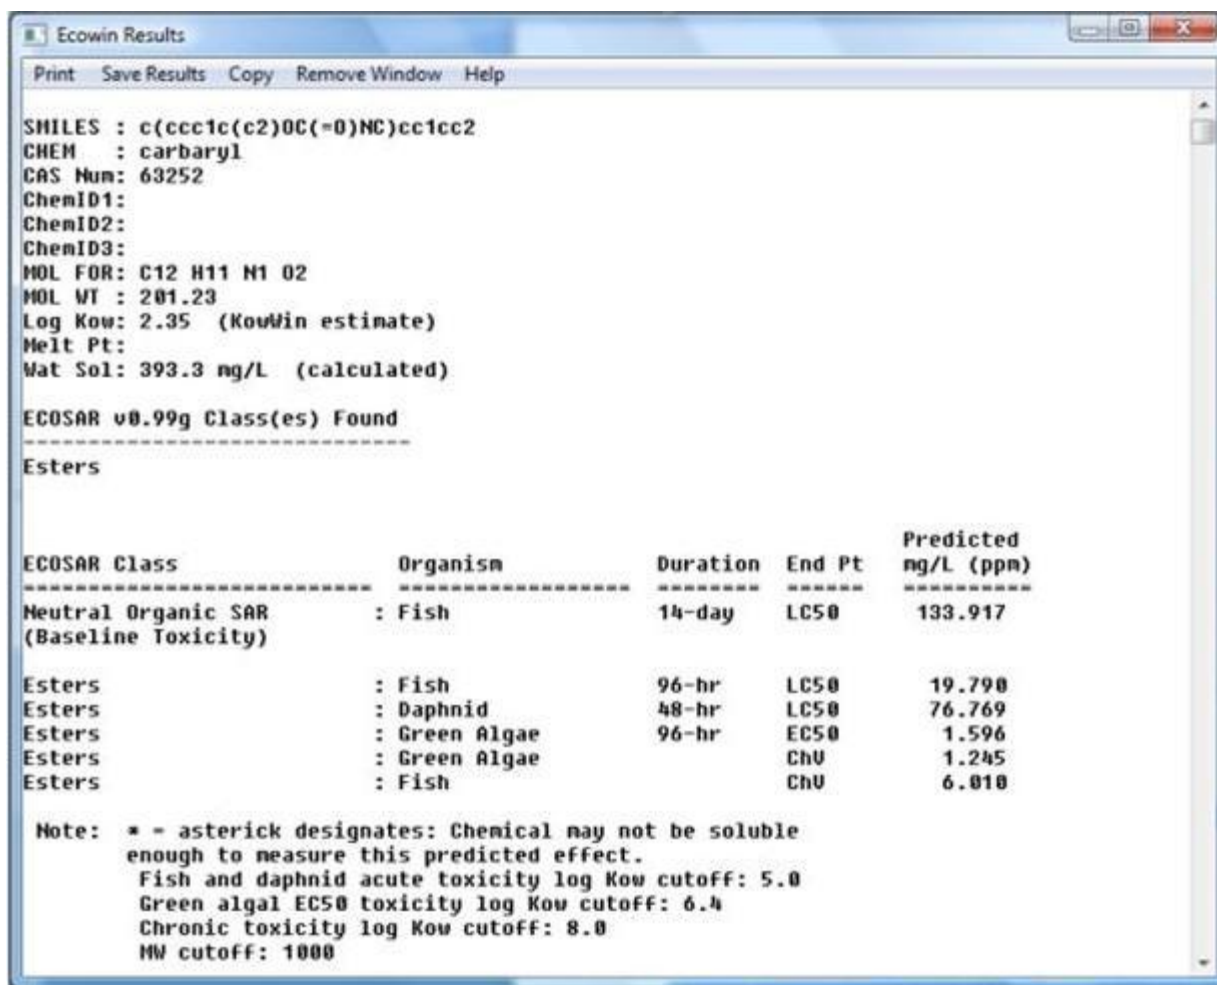 Ecowin Results
Print Save Results Copy Remove Window Help
SMILES : c(ccc1c(c2)OC(=O)NC)cc1cc2
CHEM : carbaryl
CAS Num: 63252
ChemID1:
ChemID2:
ChemID3:
MOL FOR: C12 H11 N1 O2
MOL WT : 201.23
Log Kow: 2.35 (KowWin estimate)
Melt Pt:
Wat Sol: 393.3 mg/L (calculated)
ECOSAR v0.99g Class(es) Found
------------------------------
Esters
Predicted
ECOSAR Class Organism Duration End Pt mg/L (ppm)
=========================== ================== ======== ====== ==========
Neutral Organic SAR : Fish 14-day LC50 133.917
(Baseline Toxicity)
Esters : Fish 96-hr LC50 19.790
Esters : Daphnid 48-hr LC50 76.769
Esters : Green Algae 96-hr EC50 1.596
Esters : Green Algae ChV 1.245
Esters : Fish ChV 6.010
Note: * = asterick designates: Chemical may not be soluble
enough to measure this predicted effect.
Fish and daphnid acute toxicity log Kow cutoff: 5.0
Green algal EC50 toxicity log Kow cutoff: 6.4
Chronic toxicity log Kow cutoff: 8.0
MW cutoff: 1000